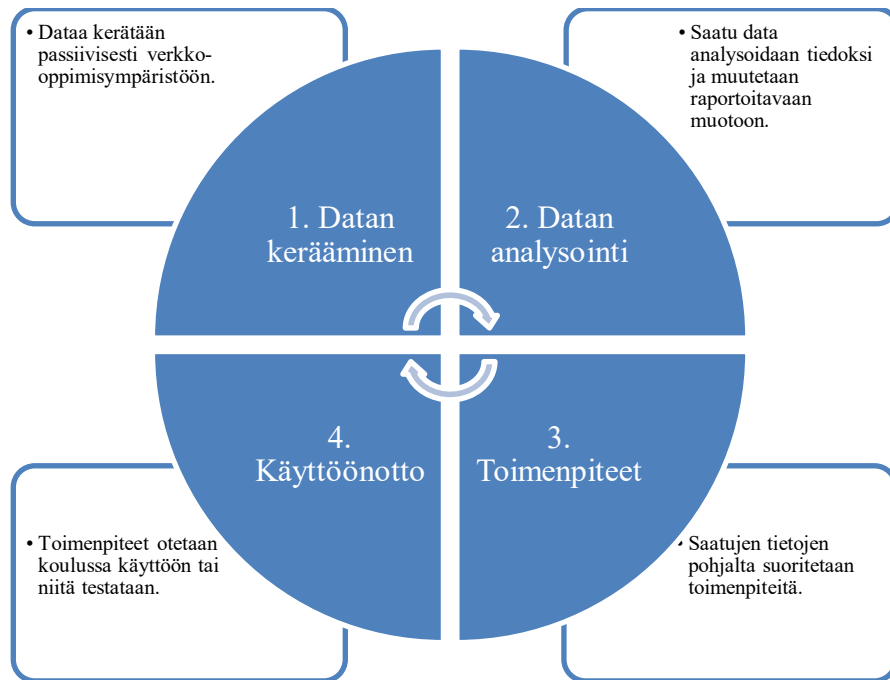 • Dataa kerätään
passiivisesti verkko-
oppimisympäristöön.
• Saatu data
analysoidaan tiedoksi
ja muutetaan
raportoitavaan
muotoon.
1. Datan
kerääminen
2. Datan
analysointi
4.
Käyttöönotto
3.
Toimenpiteet
• Toimenpiteet otetaan
koulussa käyttöön tai
niitä testataan.
• Saatujen tietojen
pohjalta suoritetaan
toimenpiteitä.